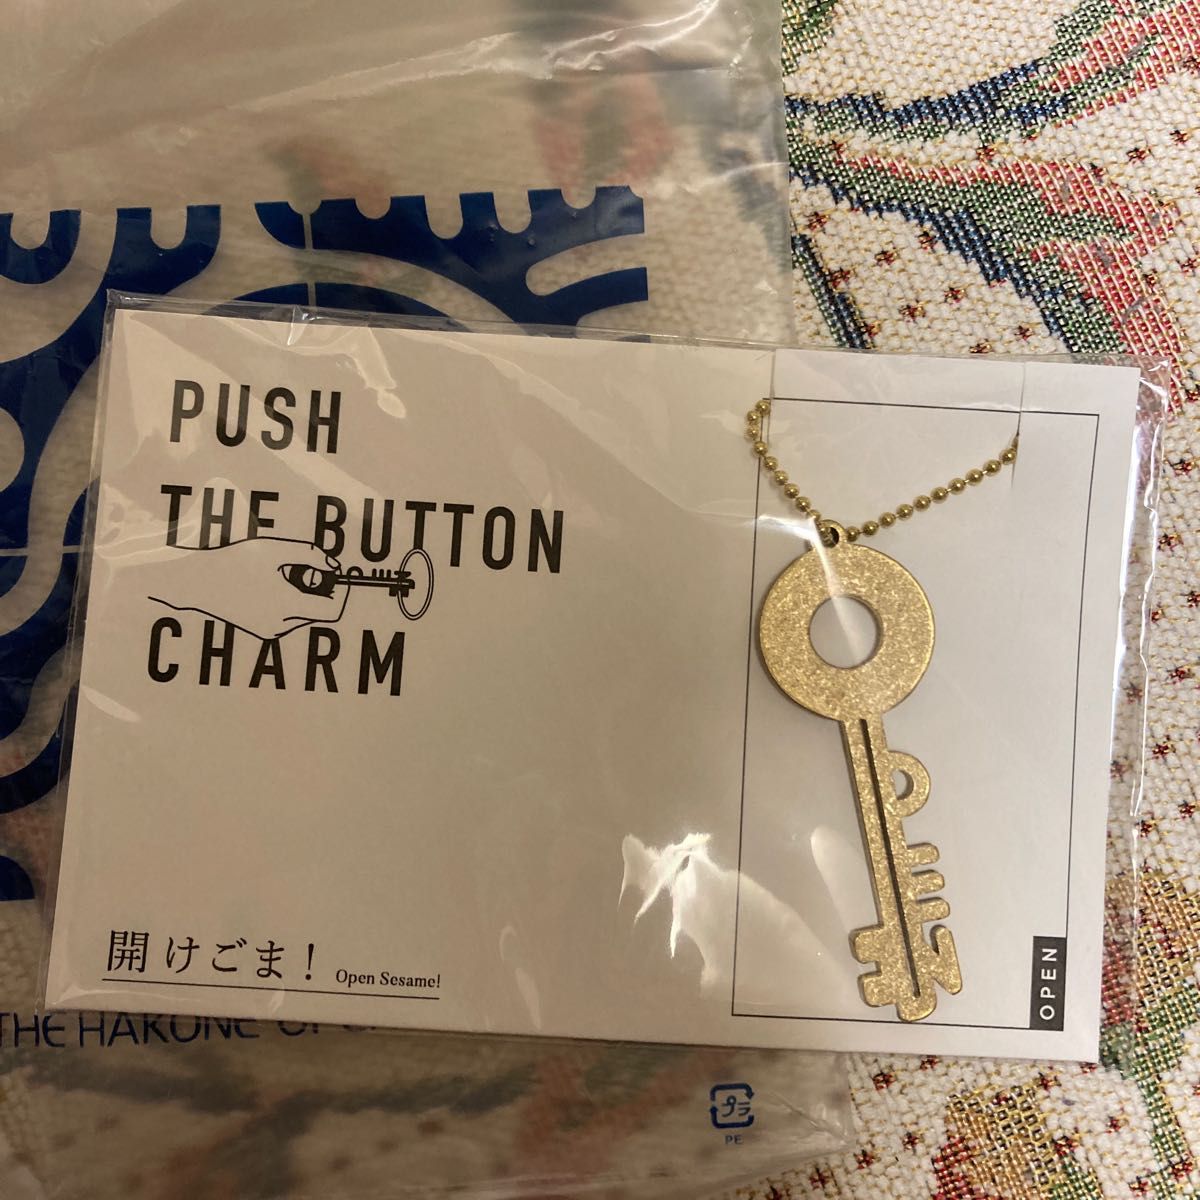 PUSH
THE BUTTON
CHARM
開けごま! Open Sesame!
OPEN
THE HAKONE
プラ
PE